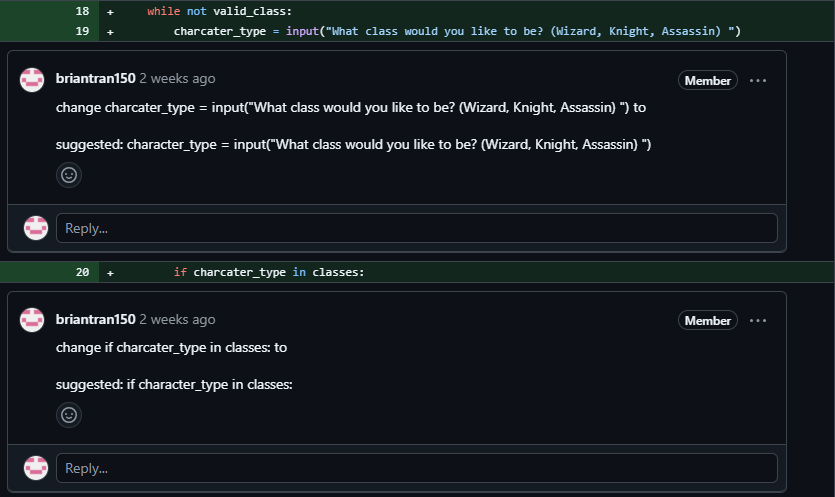 18 + while not valid_class:
19 + charcater_type = input("What class would you like to be? (Wizard, Knight, Assassin) ")
briantran150 2 weeks ago Member ...
change charcater_type = input("What class would you like to be? (Wizard, Knight, Assassin) ") to
suggested: character_type = input("What class would you like to be? (Wizard, Knight, Assassin) ")
Reply...
20 + if charcater_type in classes:
briantran150 2 weeks ago Member ...
change if charcater_type in classes: to
suggested: if character_type in classes:
Reply...